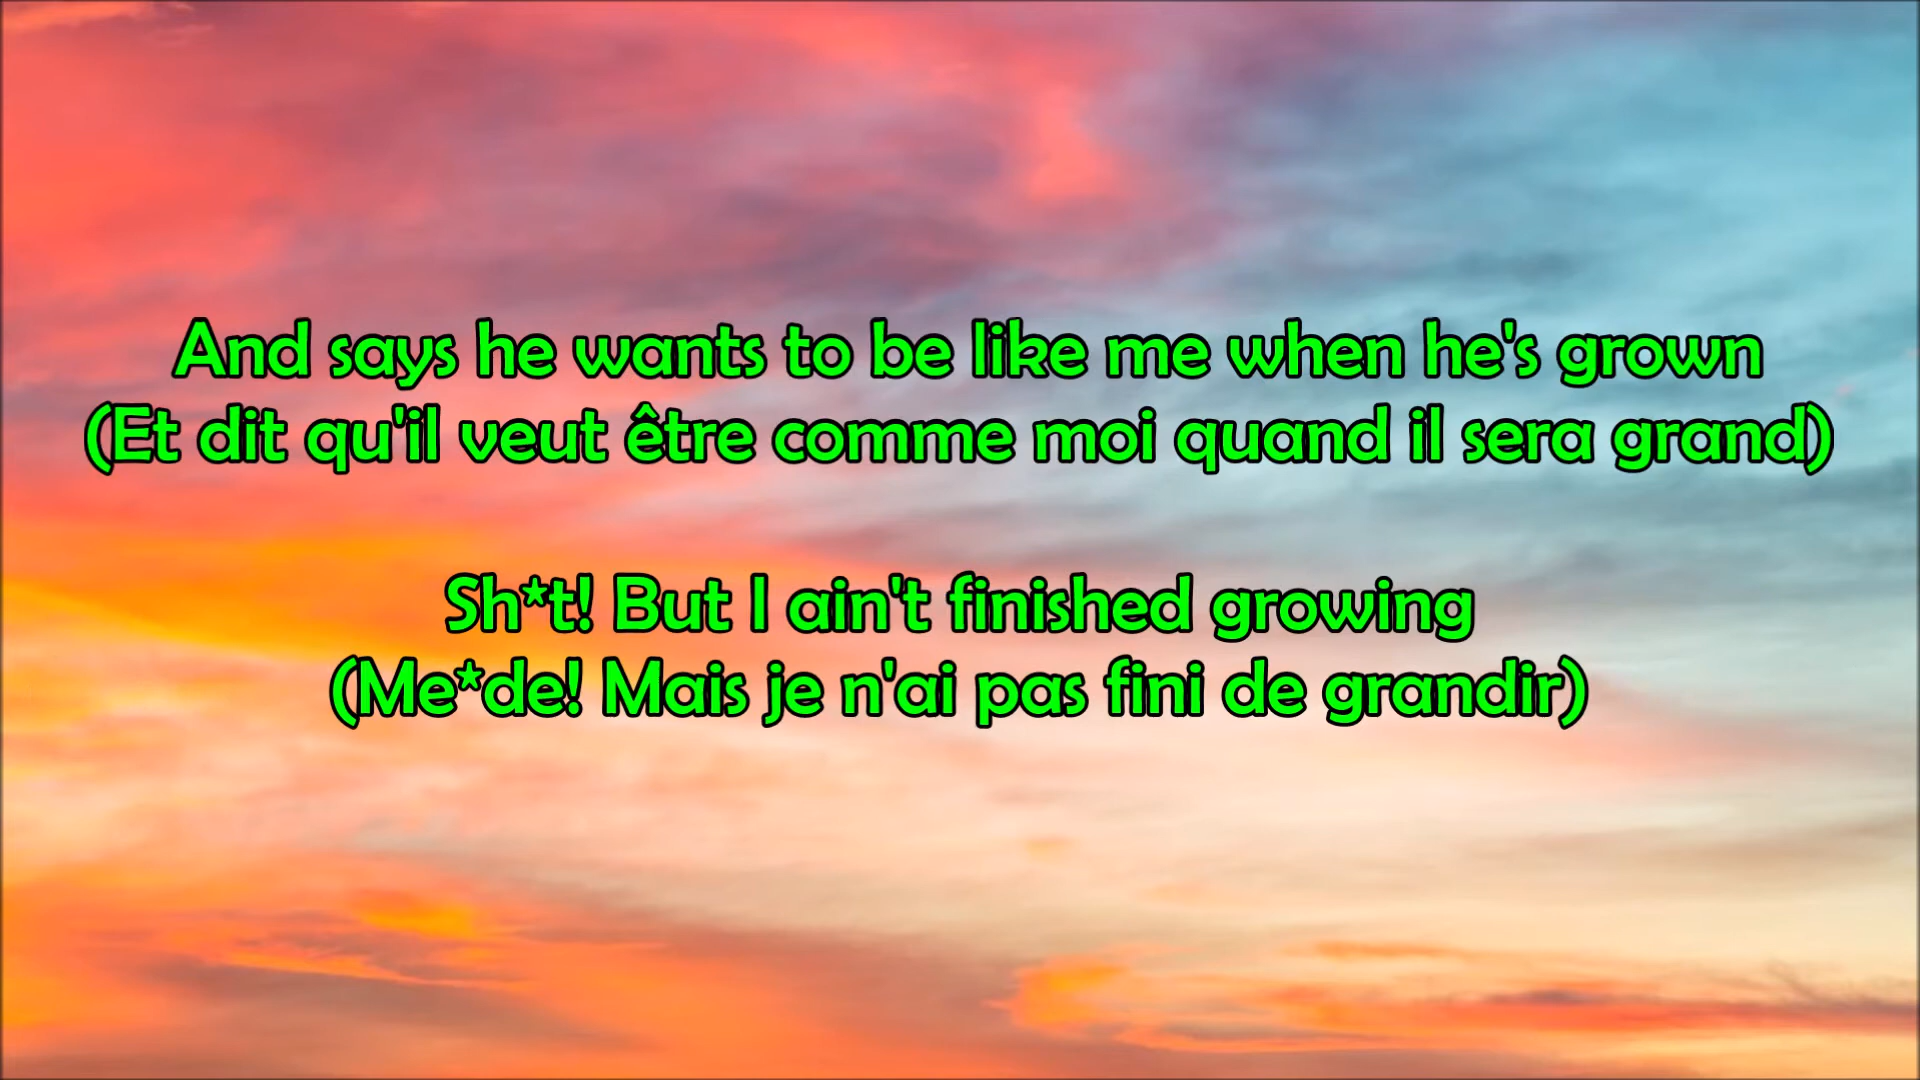 And says he wants to be like me when he's grown
(Et dit qu'il veut être comme moi quand il sera grand)
Sh*t! But I ain't finished growing
(Me*de! Mais je n'ai pas fini de grandir)